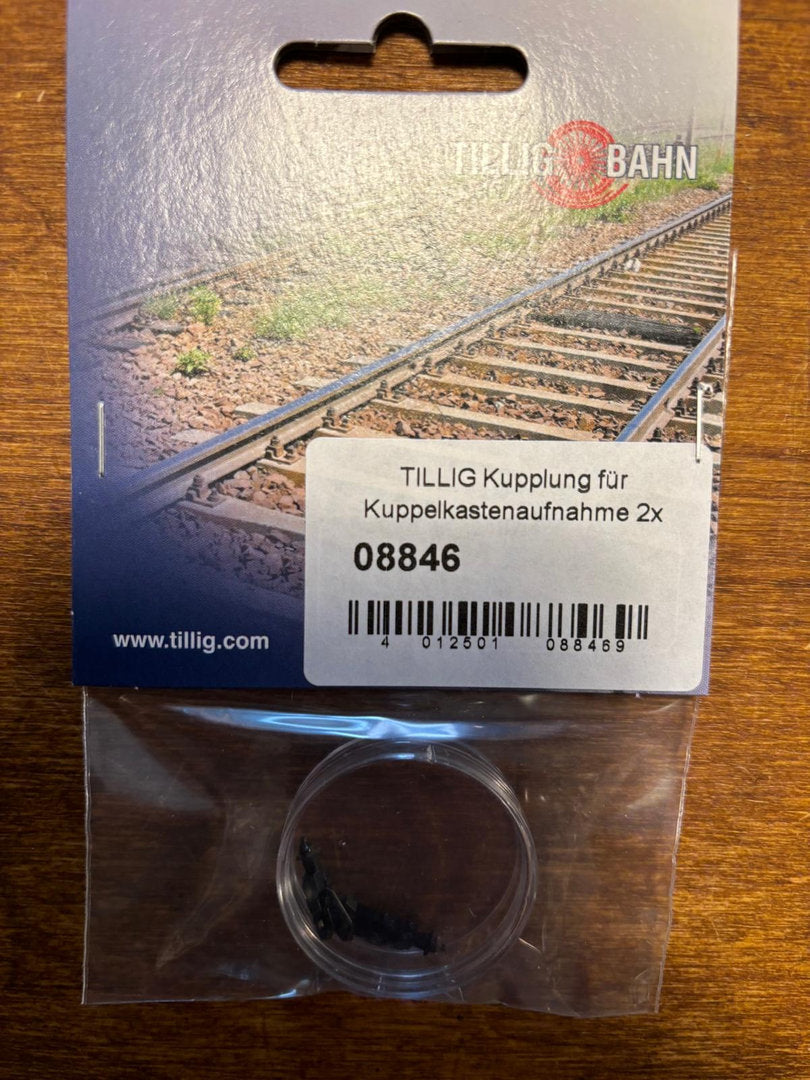 TILLIG BAHN
TILLIG Kupplung für
Kuppelkastenaufnahme 2x
08846
4 012501 088469
www.tillig.com